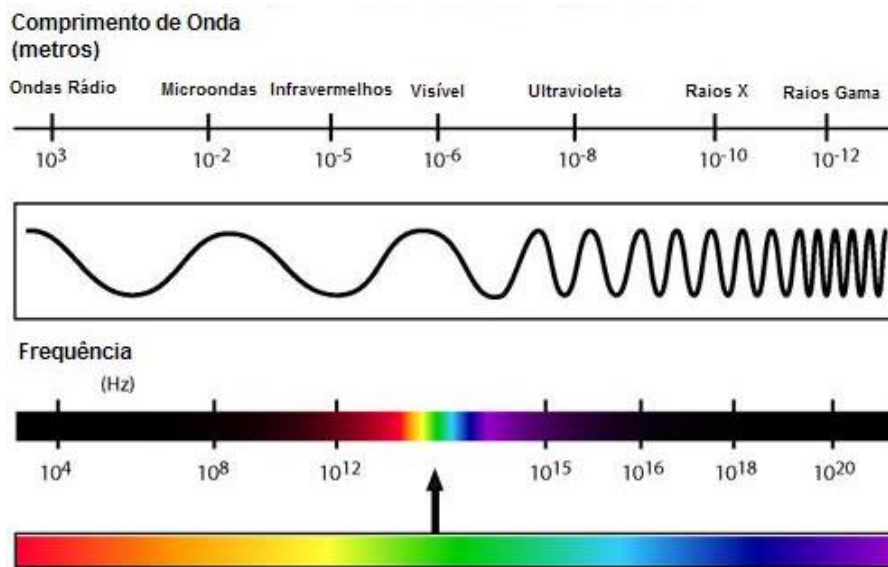 Comprimento de Onda
(metros)
Ondas Rádio Microondas Infravermelhos Visível Ultravioleta Raios X Raios Gama
10³ 10⁻² 10⁻⁵ 10⁻⁶ 10⁻⁸ 10⁻¹⁰ 10⁻¹²
Frequência
(Hz)
10⁴ 10⁸ 10¹² 10¹⁵ 10¹⁶ 10¹⁸ 10²⁰